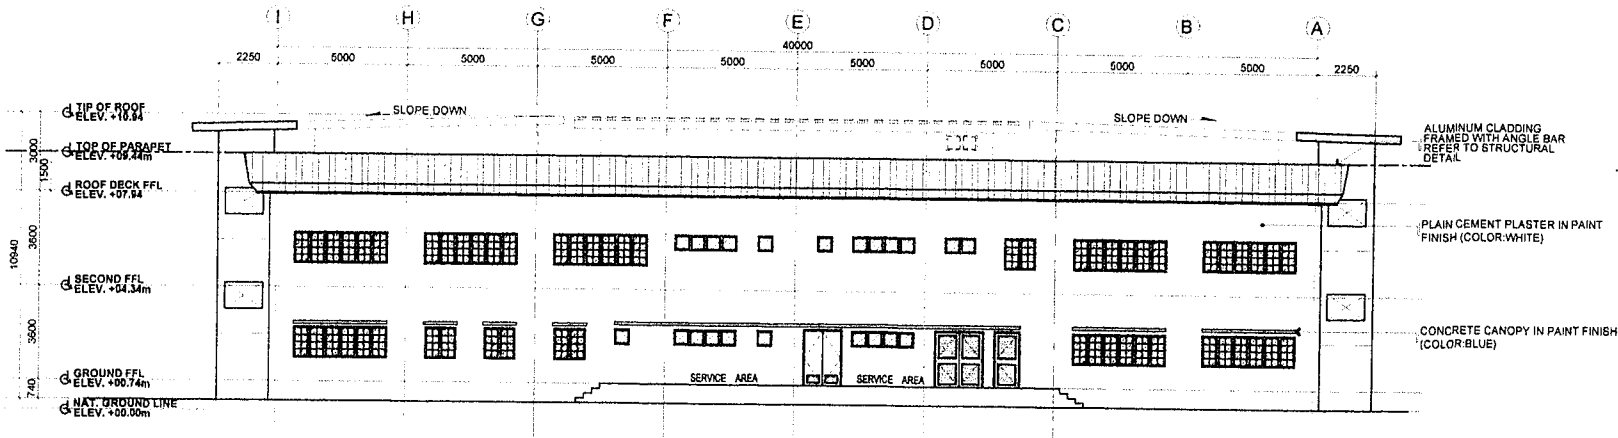 I H G F E D C B A
40000
2250 5000 5000 5000 5000 5000 5000 5000 5000 2250
TIP OF ROOF
ELEV. +10.94
SLOPE DOWN
SLOPE DOWN
ALUMINUM CLADDING
FRAMED WITH ANGLE BAR
REFER TO STRUCTURAL
DETAIL
TOP OF PARAPET
ELEV. +09.44m
3000
1500
ROOF DECK FFL
ELEV. +07.94
PLAIN CEMENT PLASTER IN PAINT
FINISH (COLOR:WHITE)
3600
10940
SECOND FFL
ELEV. +04.34m
3600
CONCRETE CANOPY IN PAINT FINISH
(COLOR:BLUE)
GROUND FFL
ELEV. +00.74m
SERVICE AREA
SERVICE AREA
740
NAT. GROUND LINE
ELEV. +00.00m